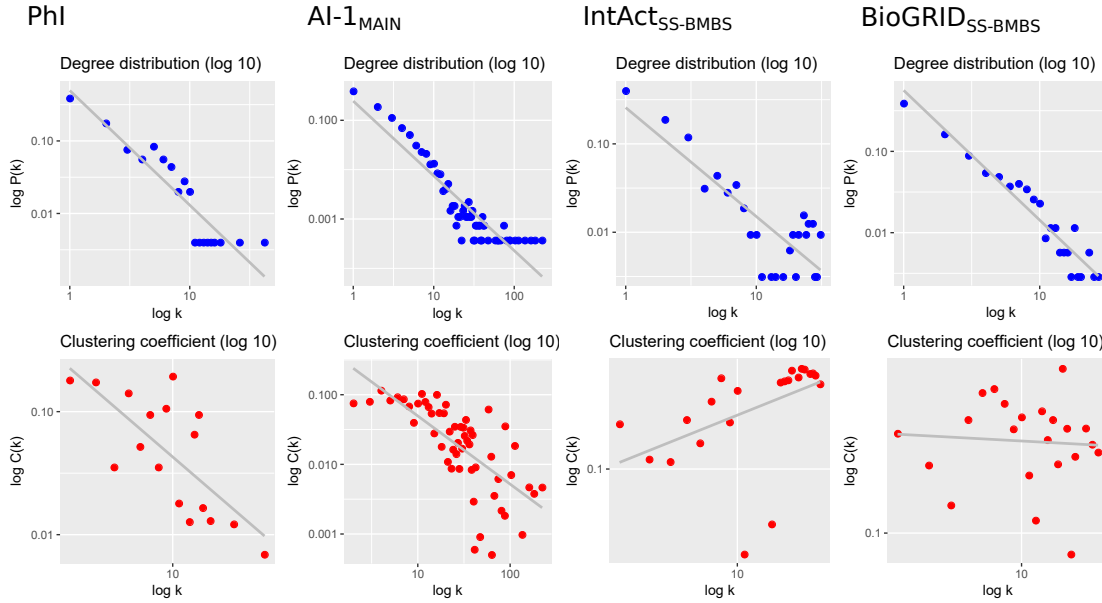 PhI
AI-1MAIN
IntActSS-BMBS
BioGRIDSS-BMBS
Degree distribution (log 10)
Degree distribution (log 10)
Degree distribution (log 10)
Degree distribution (log 10)
log P(k)
0.10
0.01
1
10
log k
log P(k)
0.100
0.001
1
10
100
log k
log P(k)
0.10
0.01
1
10
log k
log P(k)
0.10
0.01
1
10
log k
Clustering coefficient (log 10)
Clustering coefficient (log 10)
Clustering coefficient (log 10)
Clustering coefficient (log 10)
log C(k)
0.10
0.01
10
log k
log C(k)
0.100
0.010
0.001
10
100
log k
log C(k)
0.1
10
log k
log C(k)
0.1
10
log k